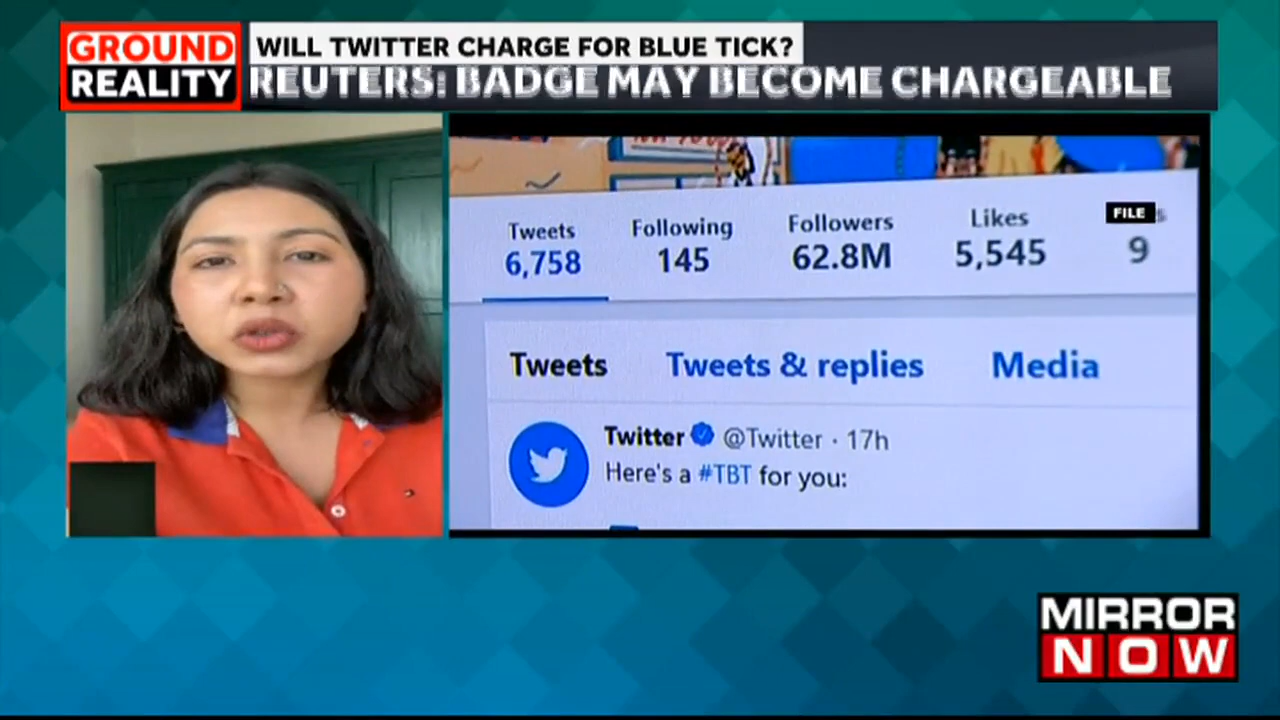 GROUND
REALITY
WILL TWITTER CHARGE FOR BLUE TICK?
REUTERS: BADGE MAY BECOME CHARGEABLE
Tweets Following Followers Likes
FILE
6,758 145 62.8M 5,545 9
Tweets Tweets & replies Media
Twitter @Twitter · 17h
Here's a #TBT for you:
MIRROR
NOW